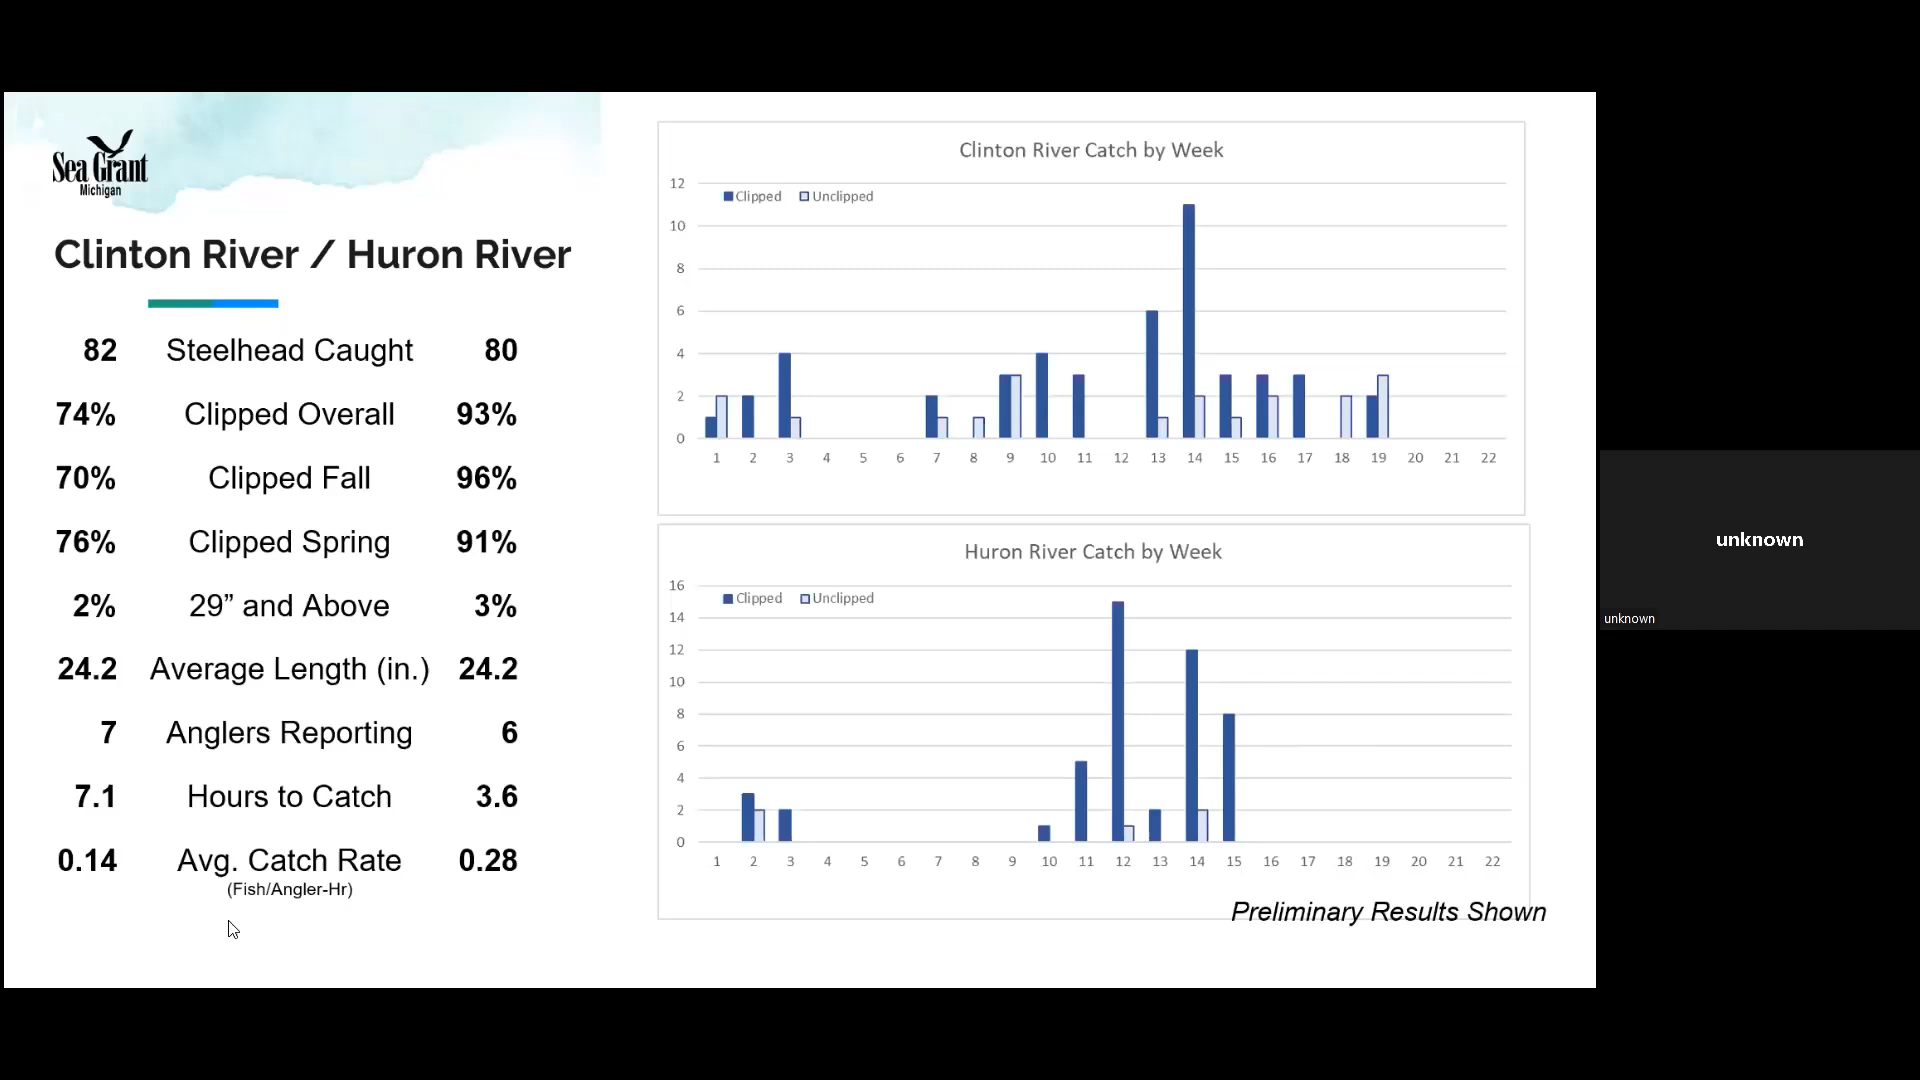 Sea Grant
Michigan
Clinton River / Huron River
82 Steelhead Caught 80
74% Clipped Overall 93%
70% Clipped Fall 96%
76% Clipped Spring 91%
2% 29” and Above 3%
24.2 Average Length (in.) 24.2
7 Anglers Reporting 6
7.1 Hours to Catch 3.6
0.14 Avg. Catch Rate 0.28
(Fish/Angler-Hr)
Clinton River Catch by Week
Clipped Unclipped
12
10
8
6
4
2
0
1 2 3 4 5 6 7 8 9 10 11 12 13 14 15 16 17 18 19 20 21 22
Huron River Catch by Week
Clipped Unclipped
16
14
12
10
8
6
4
2
0
1 2 3 4 5 6 7 8 9 10 11 12 13 14 15 16 17 18 19 20 21 22
Preliminary Results Shown
unknown
unknown